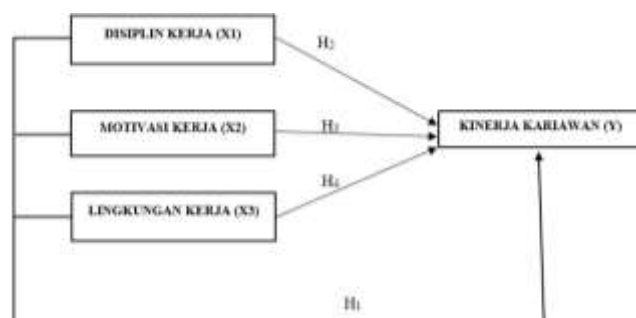 DISIPLIN KERJA (X1)
H2
MOTIVASI KERJA (X2)
H3
KINERJA KARIAWAN (Y)
H4
LINGKUNGAN KERJA (X3)
H1